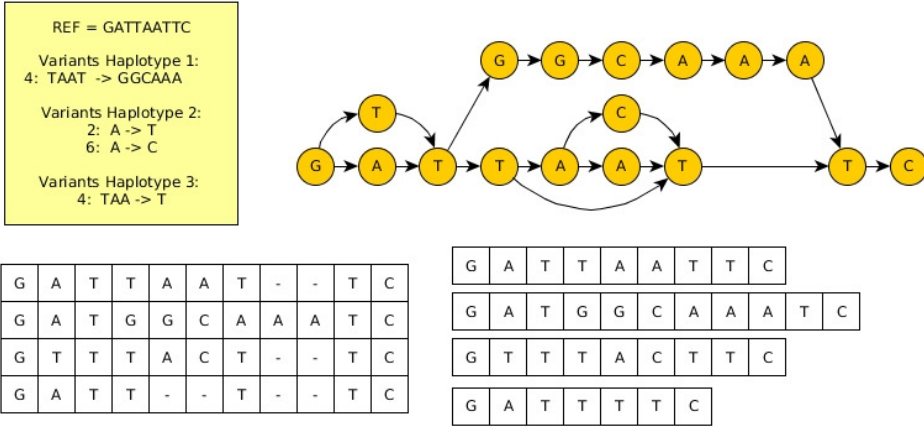 REF = GATTAATTC
Variants Haplotype 1:
4: TAAT -> GGCAAA
Variants Haplotype 2:
2: A -> T
6: A -> C
Variants Haplotype 3:
4: TAA -> T
G G C A A A
T C
G A T T A A T T C
G A T T A A T - - T C
G A T G G C A A A T C
G T T T A C T - - T C
G A T T - - T - - T C
G A T T A A T T C
G A T G G C A A A T C
G T T T A C T T C
G A T T T T C